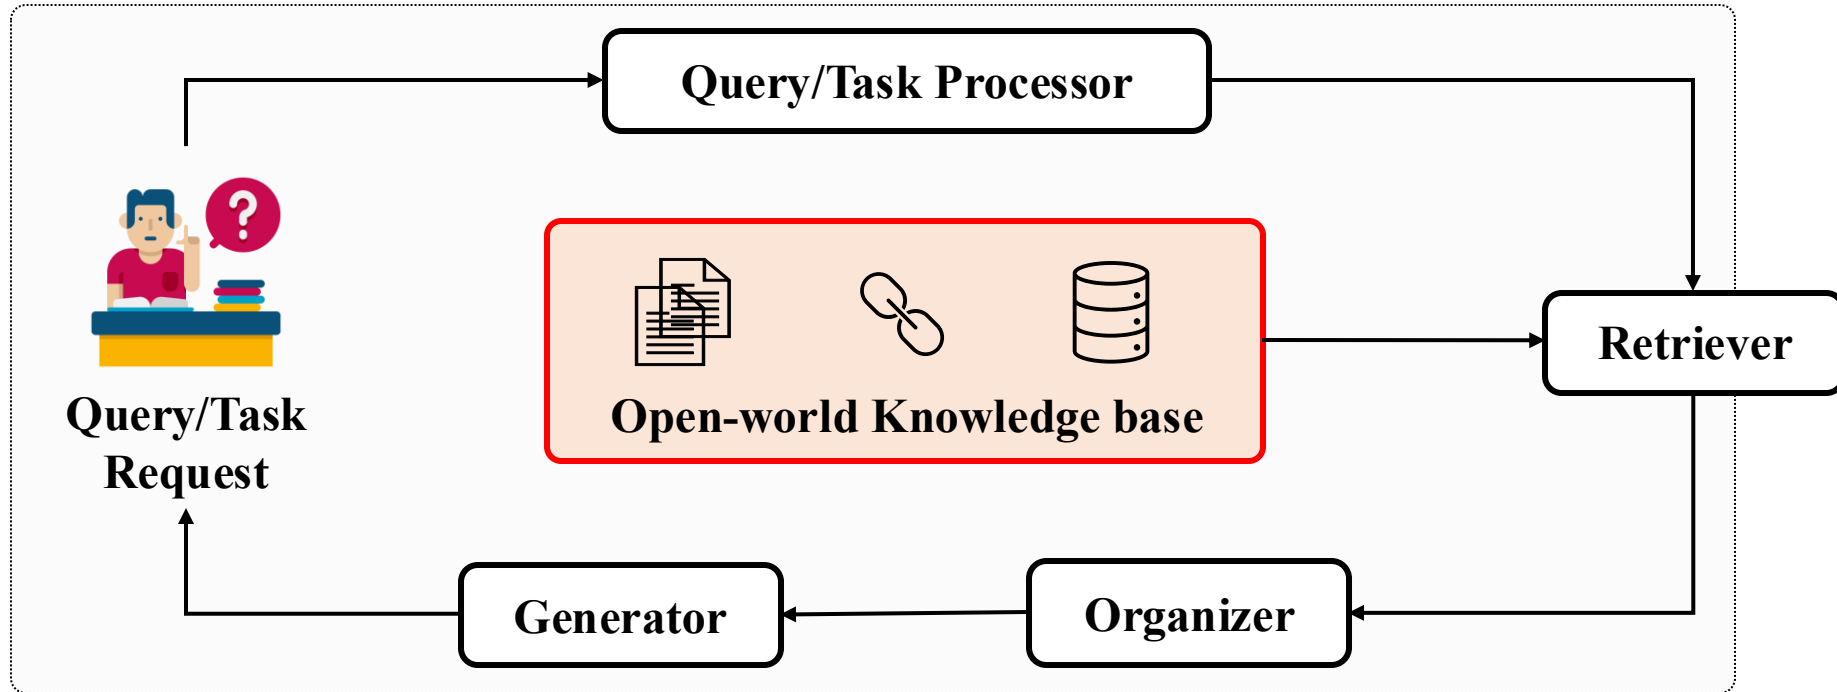 Query/Task Processor
?
Query/Task
Request
Open-world Knowledge base
Retriever
Generator
Organizer